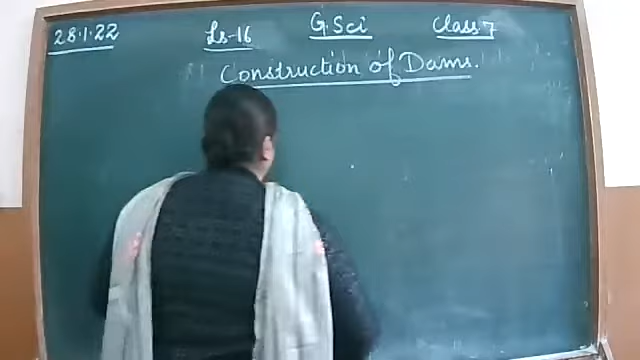 28.1.22 Ls-16 G.Sci Class 7
Construction of Dams.